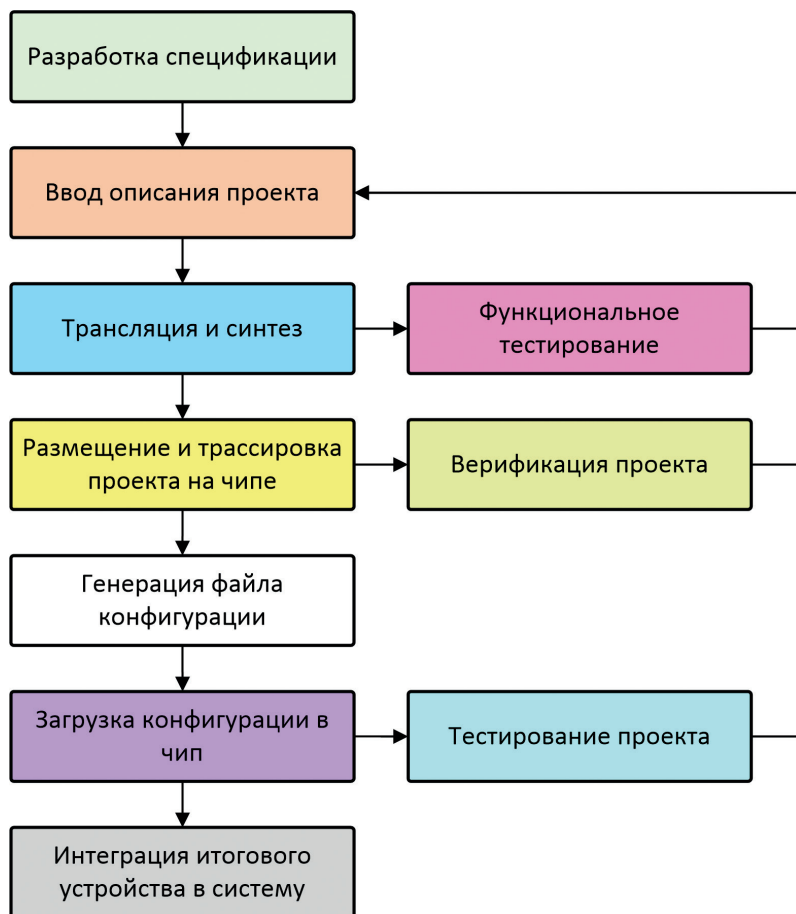 Разработка спецификации
Ввод описания проекта
Трансляция и синтез
Функциональное
тестирование
Размещение и трассировка
проекта на чипе
Верификация проекта
Генерация файла
конфигурации
Загрузка конфигурации в
чип
Тестирование проекта
Интеграция итогового
устройства в систему